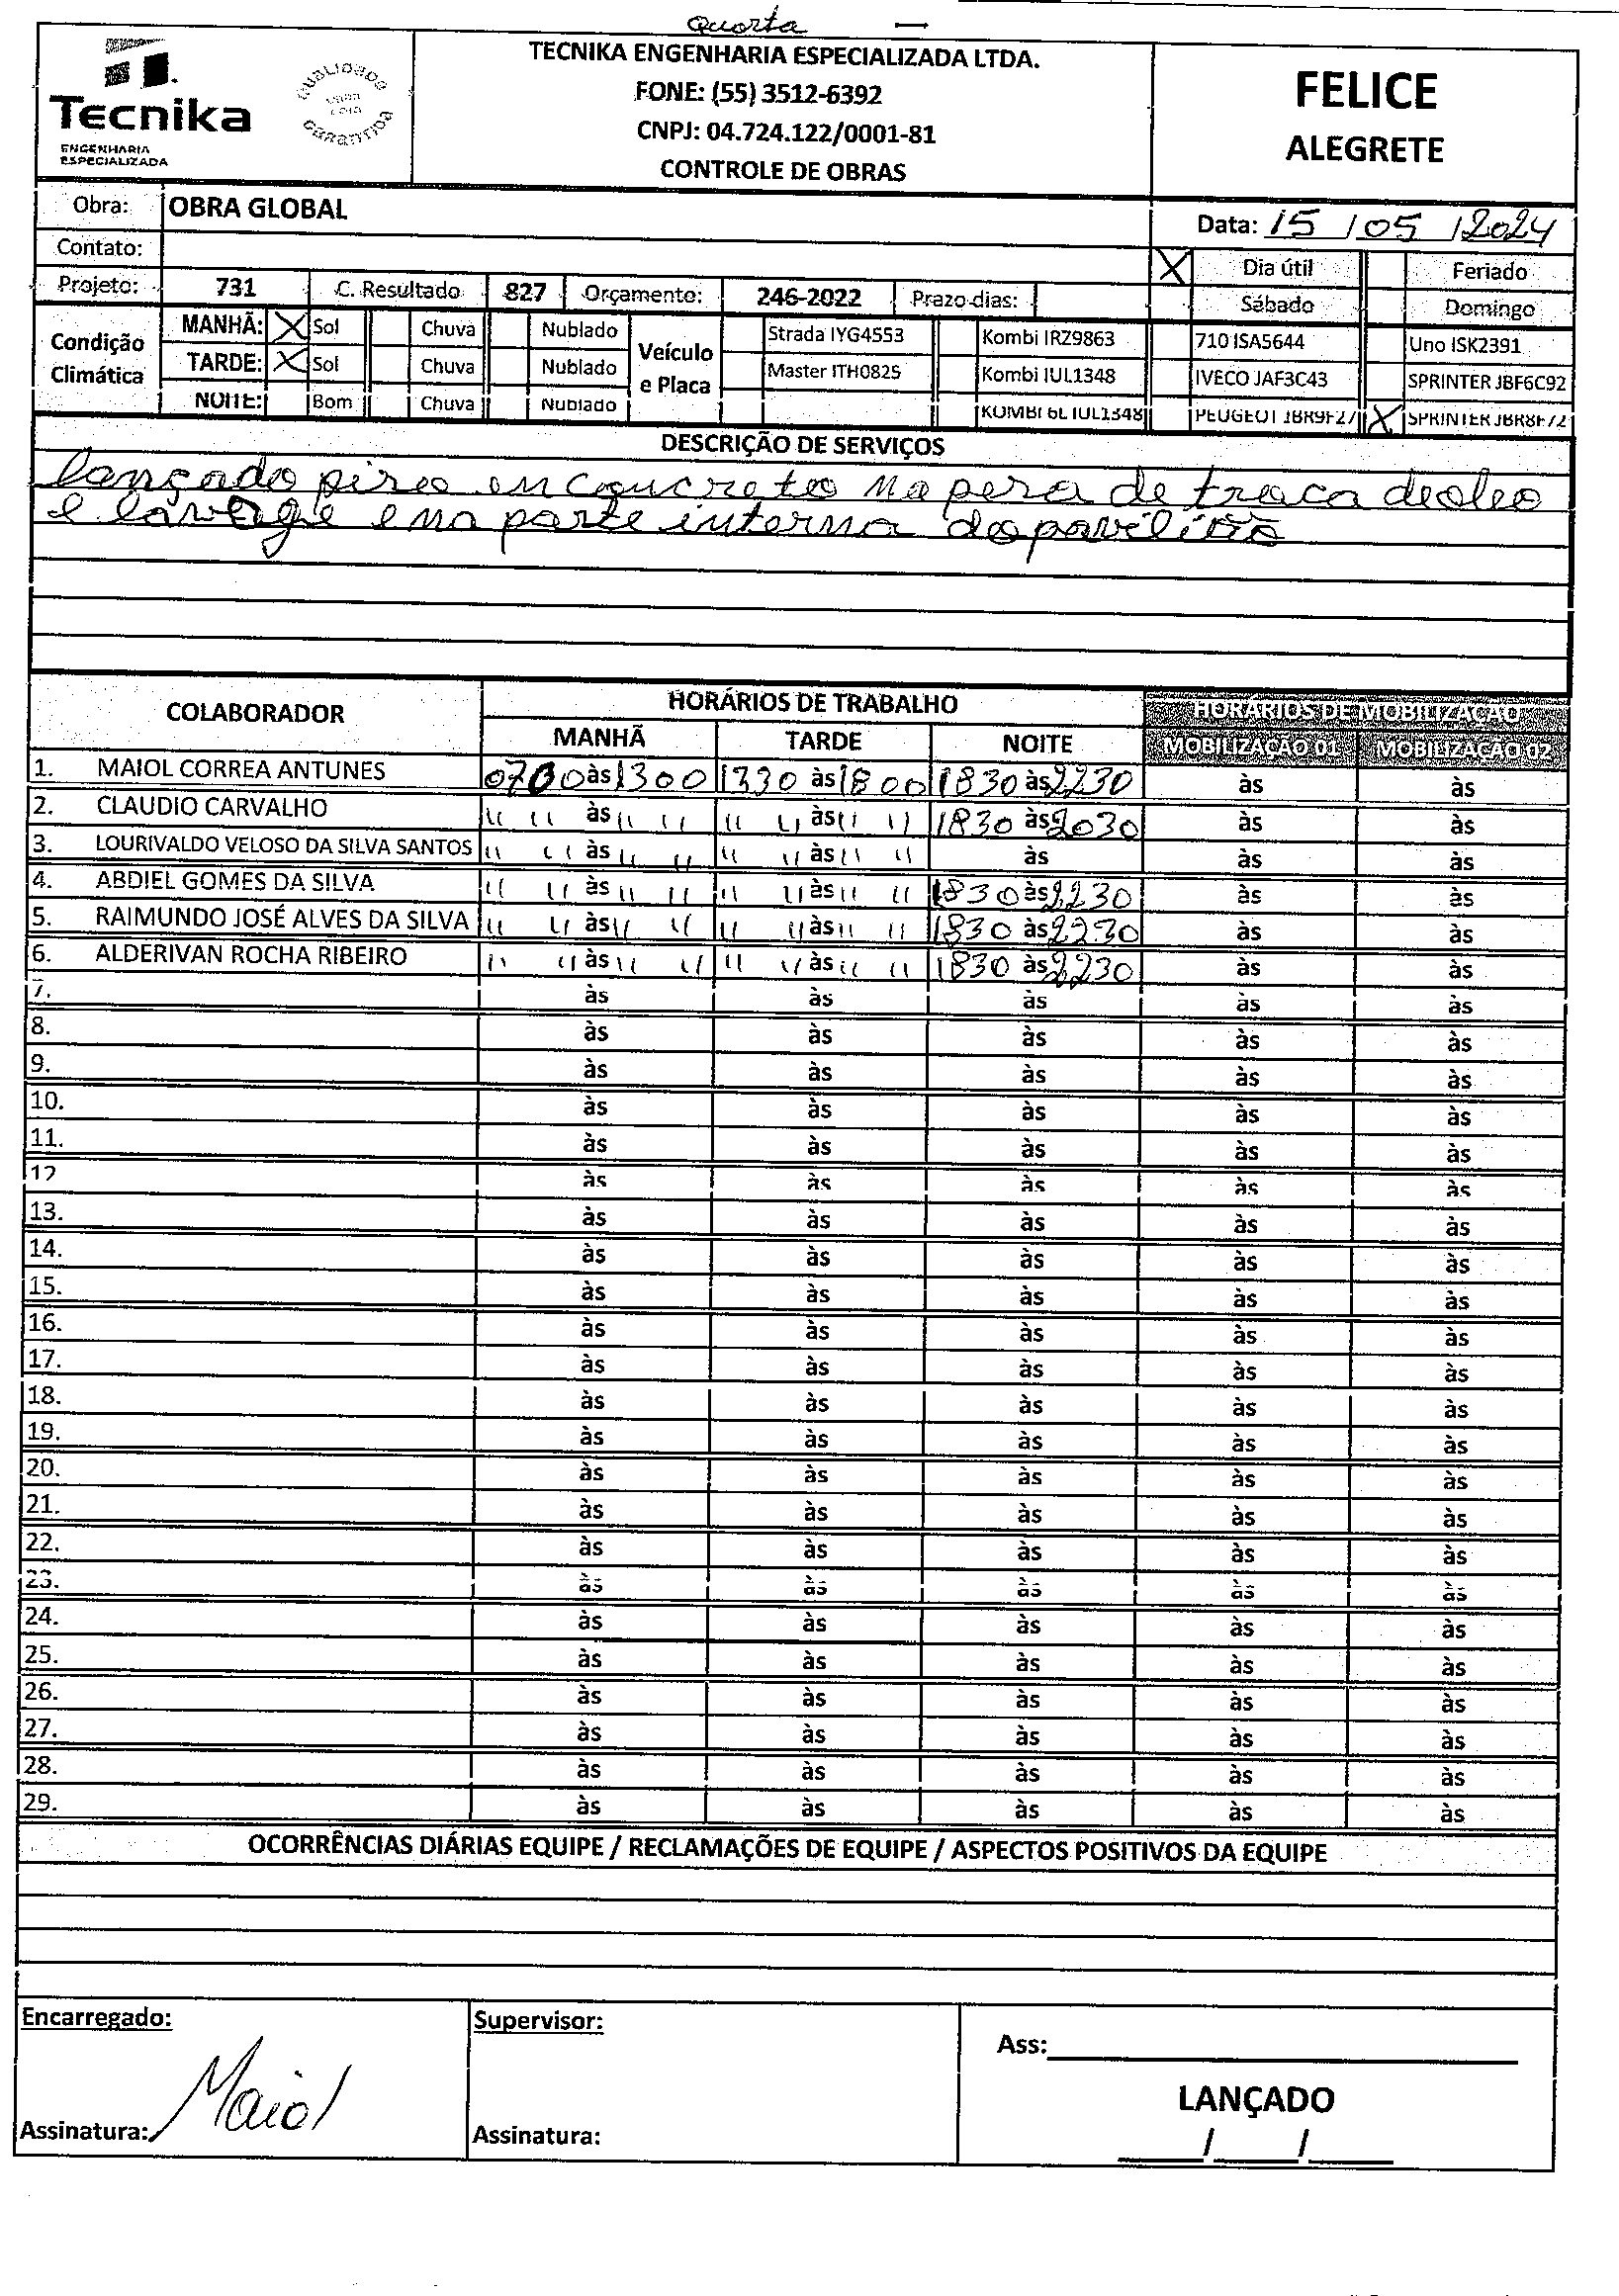 Quarta —
Tecnika
ENGENHARIA
ESPECIALIZADA
QUALIDADE
GARANTIDA
TECNIKA ENGENHARIA ESPECIALIZADA LTDA.
FONE: (55) 3512-6392
CNPJ: 04.724.122/0001-81
CONTROLE DE OBRAS
FELICE
ALEGRETE
Obra: OBRA GLOBAL
Data: 15 / 05 / 2024
Contato:
X Dia útil Feriado
Projeto: 731 C. Resultado 827 Orçamento: 246-2022 Prazo dias: Sábado Domingo
Condição Climática
MANHÃ: X Sol Chuva Nublado
TARDE: X Sol Chuva Nublado
NOITE: Bom Chuva Nublado
Veículo e Placa
Strada IYG4553 Kombi IRZ9863 710 ISA5644 Uno ISK2391
Master ITH0825 Kombi IUL1348 IVECO JAF3C43 SPRINTER JBF6C92
KOMBI 6L IUL1348 PEUGEOT JBR9F27 X SPRINTER JBR8F72
DESCRIÇÃO DE SERVIÇOS
lançado piso en concreto na de troca de oleo
e lavage e na parte interna do pavilião
COLABORADOR HORÁRIOS DE TRABALHO HORÁRIOS DE MOBILIZAÇÃO
MANHÃ TARDE NOITE MOBILIZAÇÃO 01 MOBILIZAÇÃO 02
1. MAIOL CORREA ANTUNES 0700 às 1300 1330 às 1800 1830 às 2230 às às
2. CLAUDIO CARVALHO " " às " " " " às " " 1830 às 2030 às às
3. LOURIVALDO VELOSO DA SILVA SANTOS " " às " " " " às " " às às às
4. ABDIEL GOMES DA SILVA " " às " " " " às " " 1830 às 2230 às às
5. RAIMUNDO JOSÉ ALVES DA SILVA " " às " " " " às " " 1830 às 2230 às às
6. ALDERIVAN ROCHA RIBEIRO " " às " " " " às " " 1830 às 2230 às às
7. às às às às às
8. às às às às às
9. às às às às às
10. às às às às às
11. às às às às às
12 às às às às às
13. às às às às às
14. às às às às às
15. às às às às às
16. às às às às às
17. às às às às às
18. às às às às às
19. às às às às às
20. às às às às às
21. às às às às às
22. às às às às às
23. às às às às às
24. às às às às às
25. às às às às às
26. às às às às às
27. às às às às às
28. às às às às às
29. às às às às às
OCORRÊNCIAS DIÁRIAS EQUIPE / RECLAMAÇÕES DE EQUIPE / ASPECTOS POSITIVOS DA EQUIPE
Encarregado: Supervisor:
Ass:
Maiol
LANÇADO
Assinatura: Assinatura:
/ /